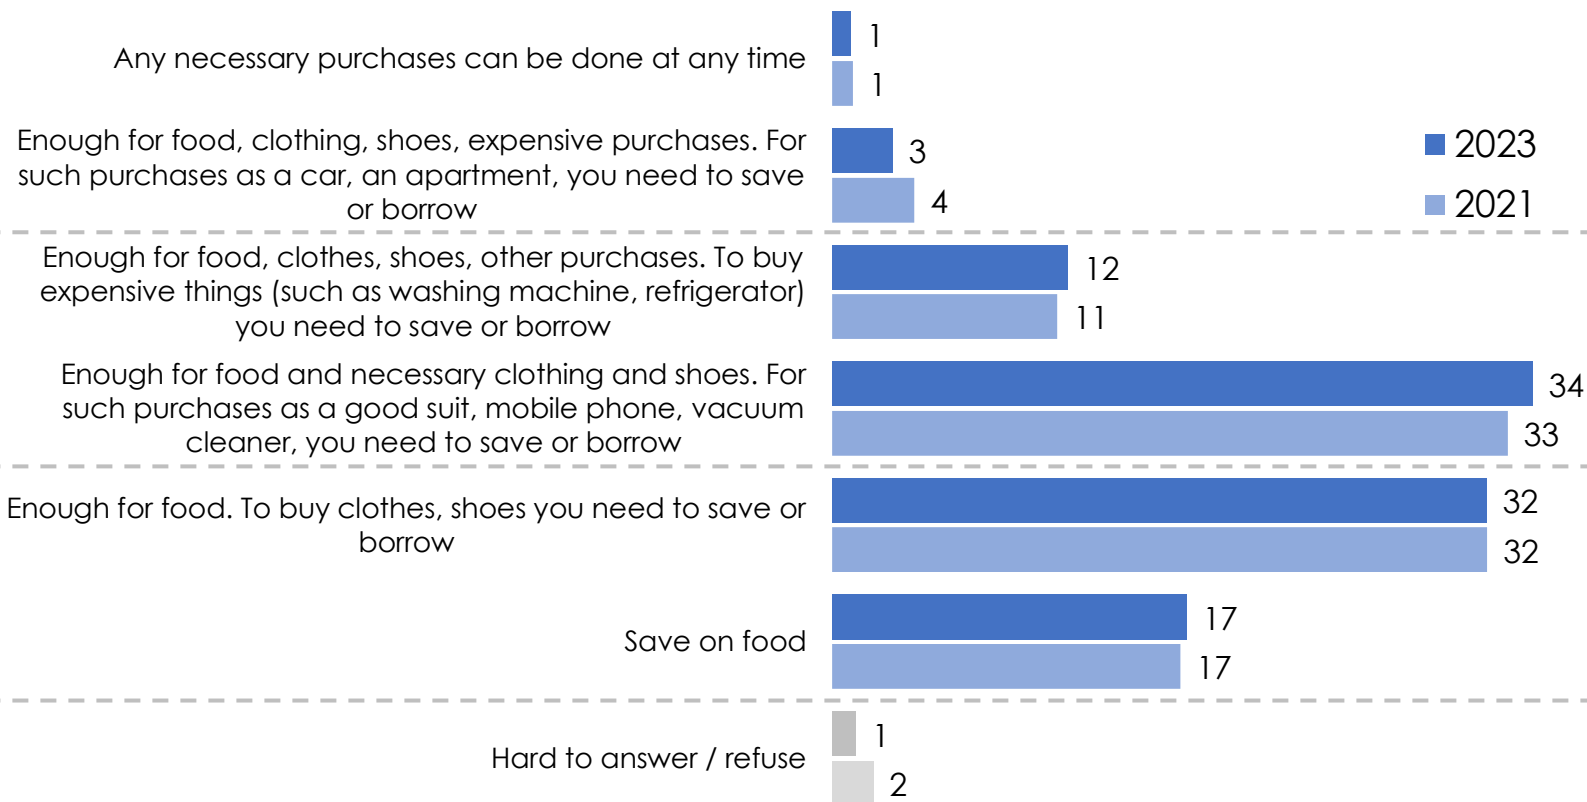 Any necessary purchases can be done at any time
1
1
Enough for food, clothing, shoes, expensive purchases. For
such purchases as a car, an apartment, you need to save
or borrow
3
4
2023
2021
Enough for food, clothes, shoes, other purchases. To buy
expensive things (such as washing machine, refrigerator)
you need to save or borrow
12
11
Enough for food and necessary clothing and shoes. For
such purchases as a good suit, mobile phone, vacuum
cleaner, you need to save or borrow
34
33
Enough for food. To buy clothes, shoes you need to save or
borrow
32
32
Save on food
17
17
Hard to answer / refuse
1
2